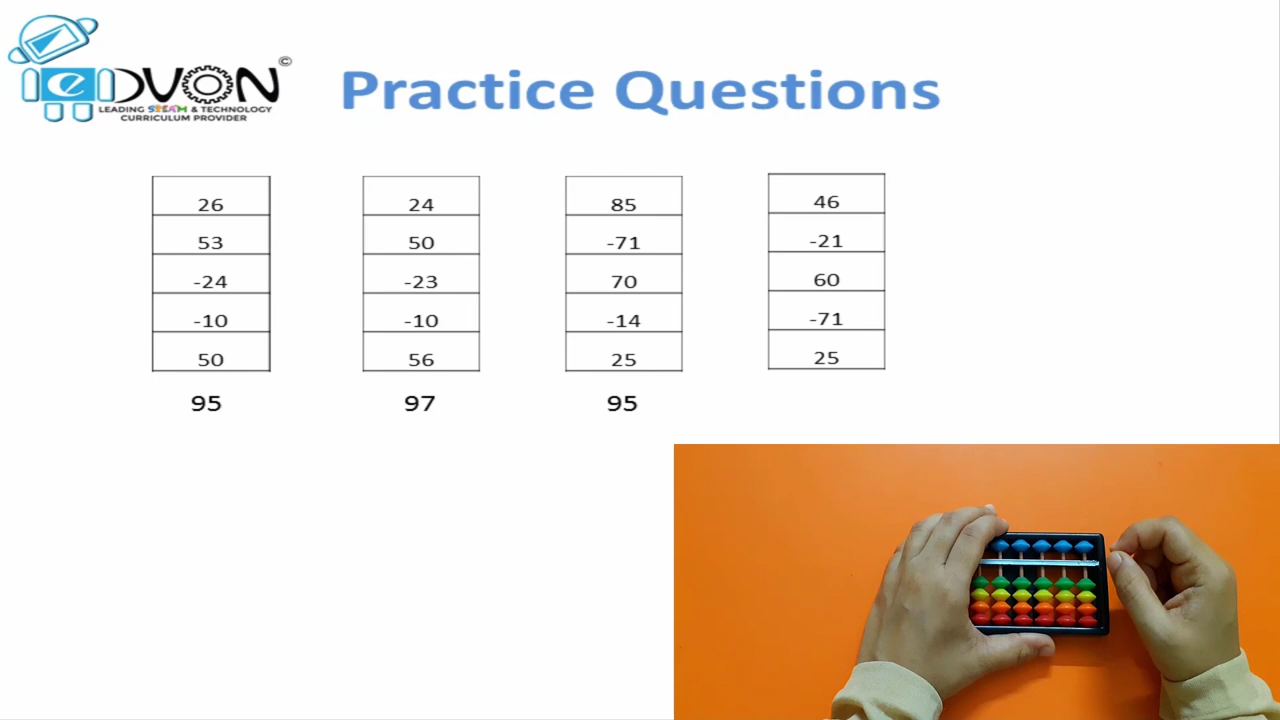 eDVON©
LEADING STEAM & TECHNOLOGY
CURRICULUM PROVIDER
Practice Questions
26 24 85 46
53 50 -71 -21
-24 -23 70 60
-10 -10 -14 -71
50 56 25 25
95 97 95